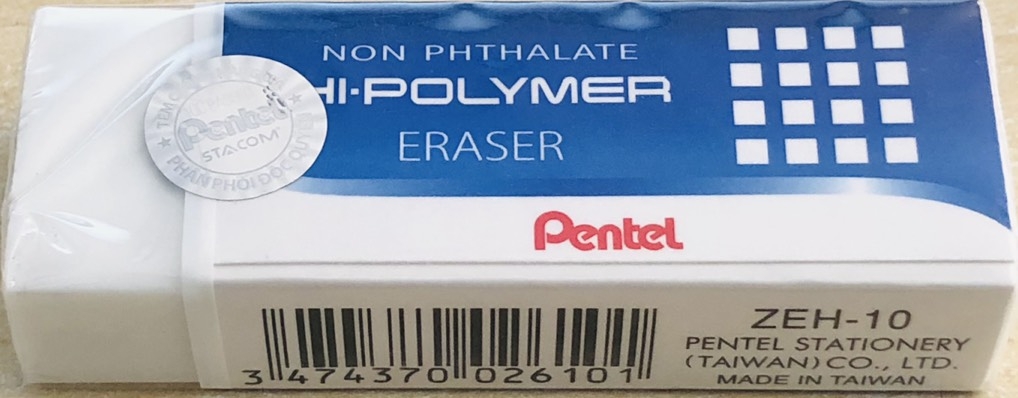 NON PHTHALATE
HI-POLYMER
ERASER
Pentel
STACOM
PHÂN PHỐI ĐỘC QUYỀN
Pentel
3 474370 026101
ZEH-10
PENTEL STATIONERY
(TAIWAN) CO., LTD.
MADE IN TAIWAN